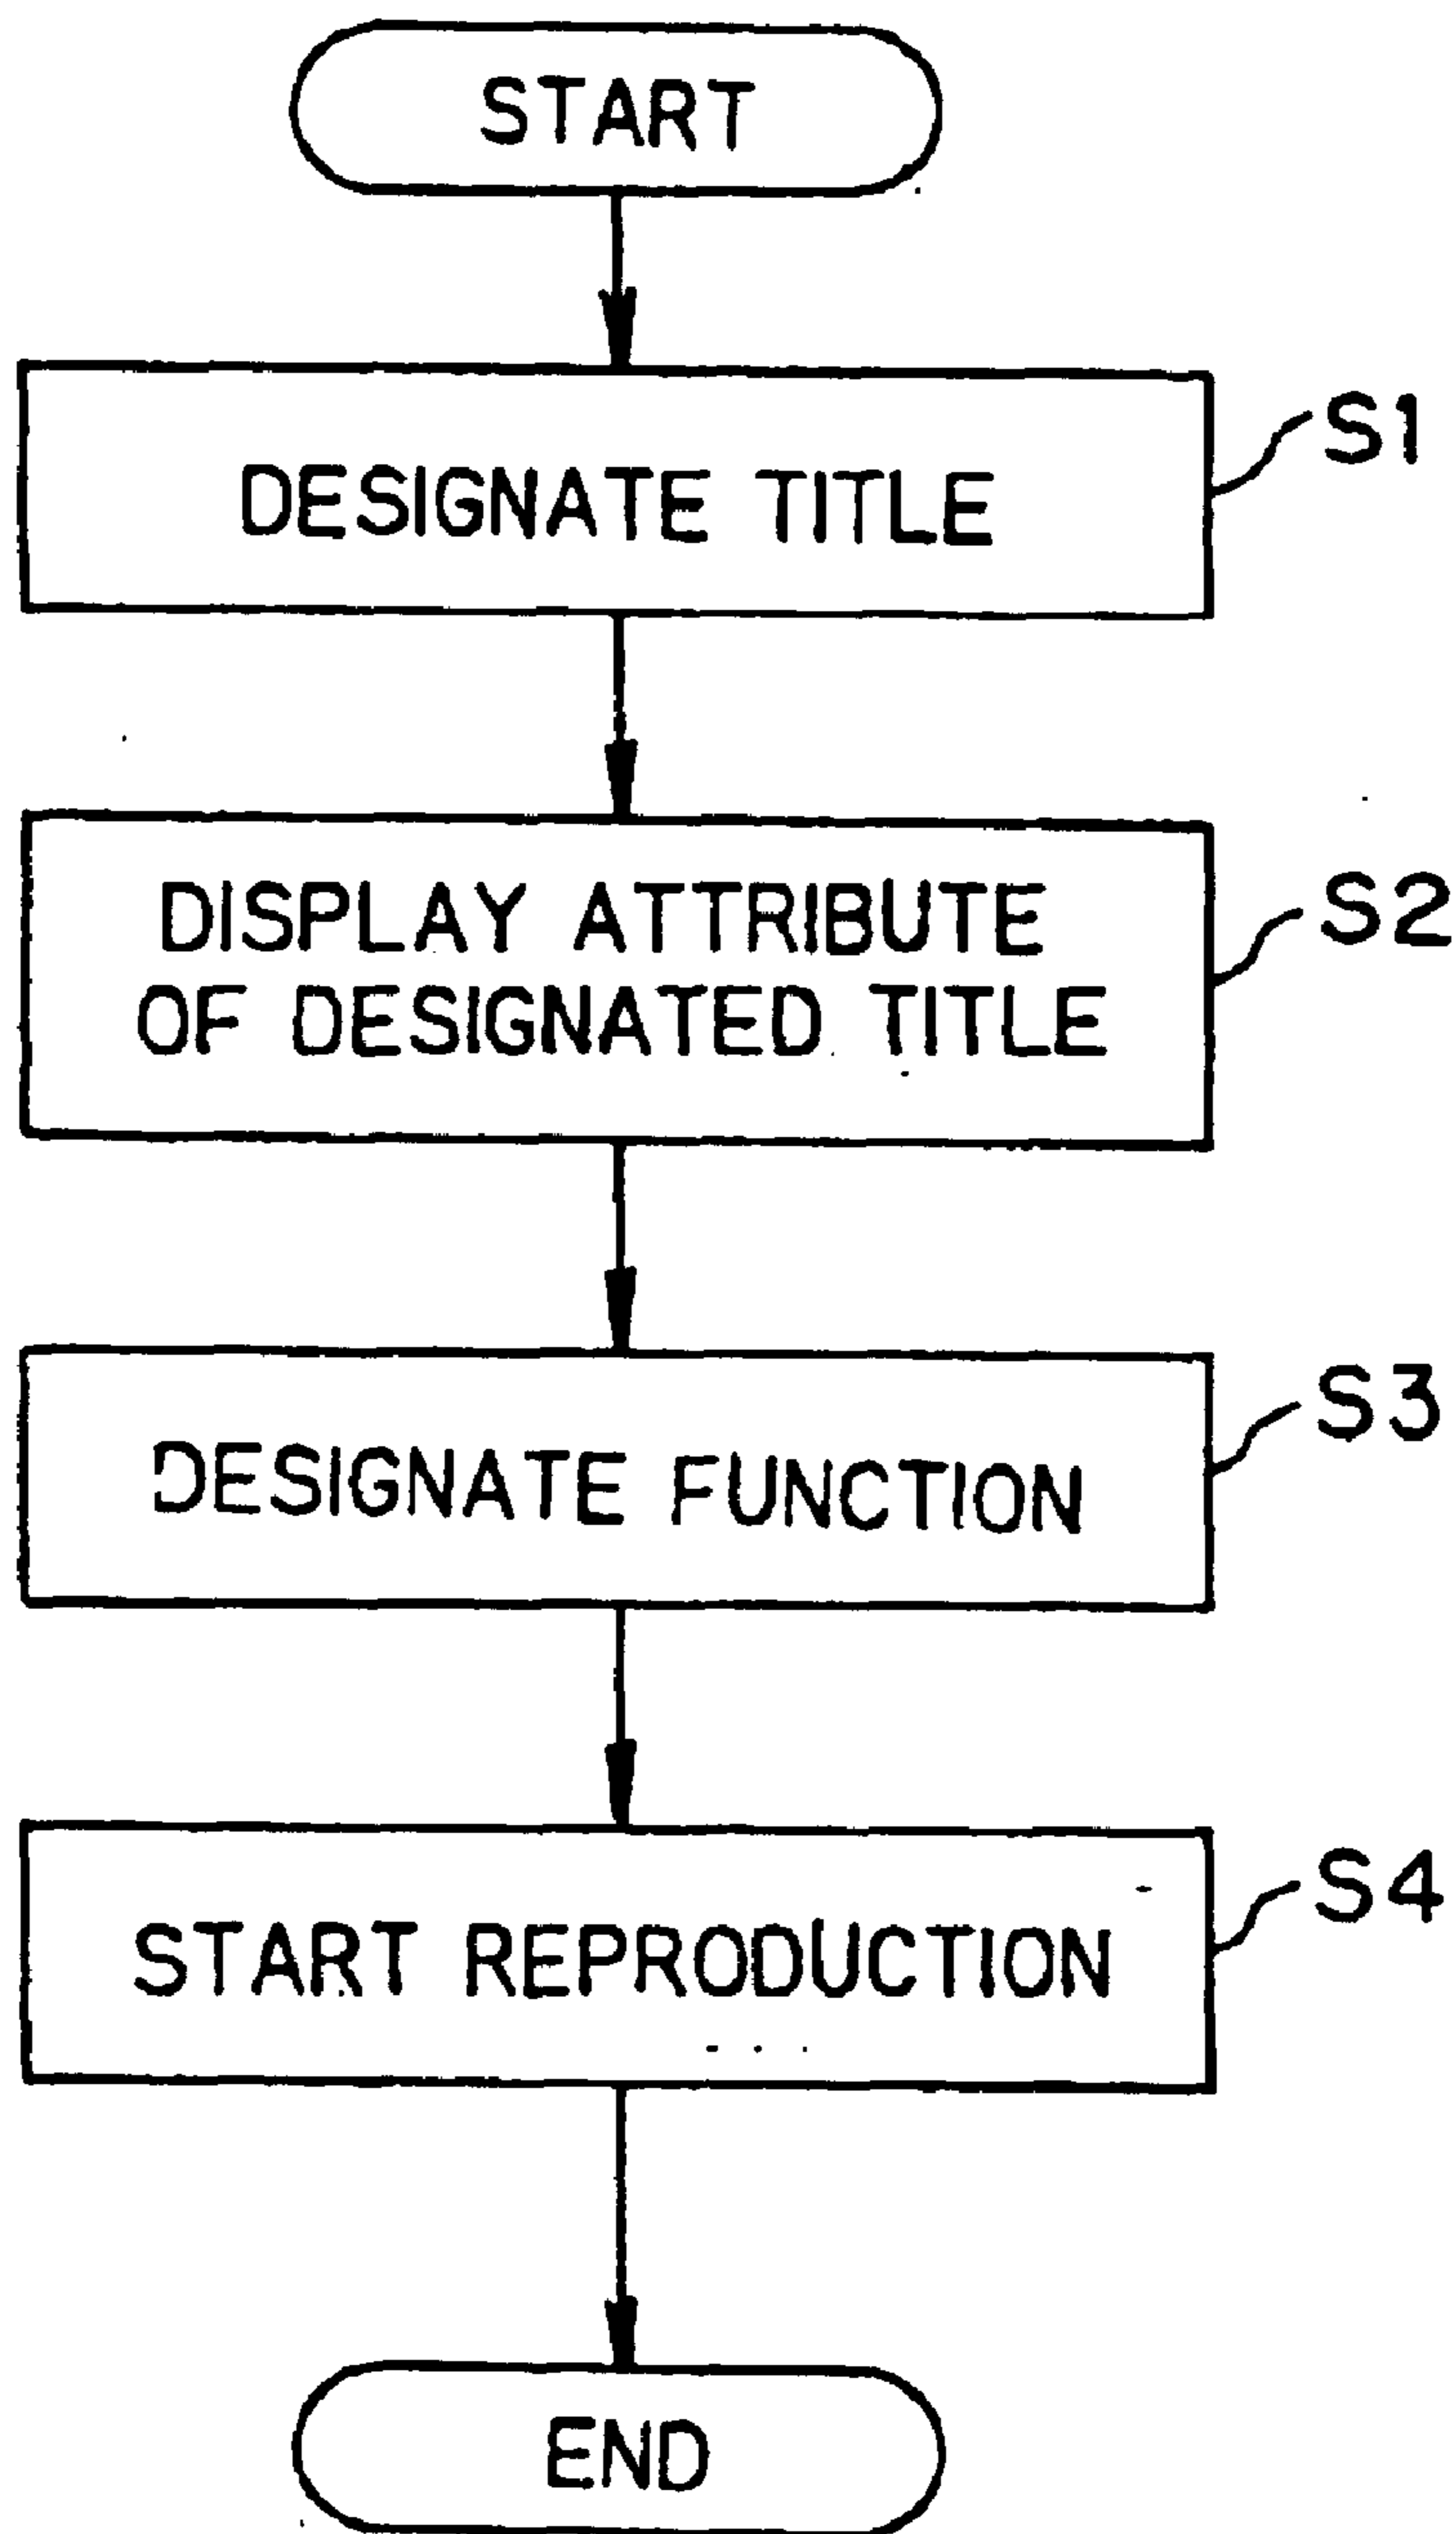 START
DESIGNATE TITLE
S1
DISPLAY ATTRIBUTE
OF DESIGNATED TITLE
S2
DESIGNATE FUNCTION
S3
START REPRODUCTION
S4
END